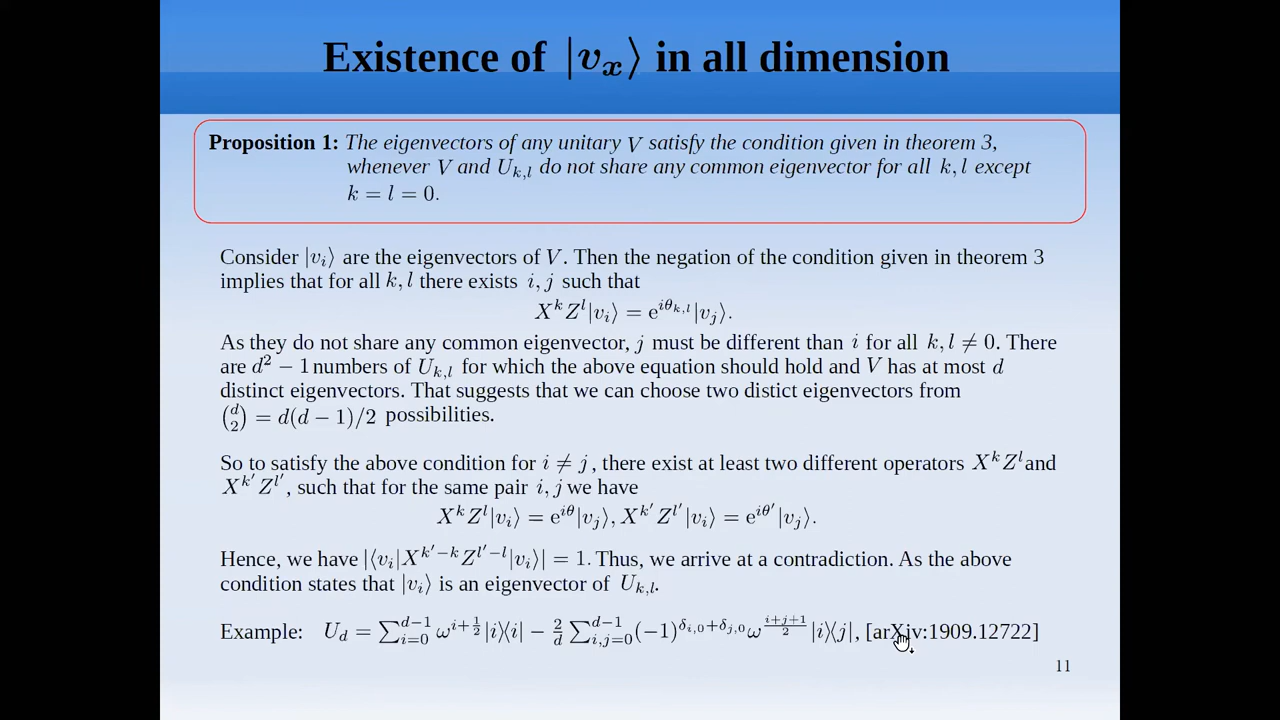 Existence of |vₓ⟩ in all dimension
Proposition 1: The eigenvectors of any unitary V satisfy the condition given in theorem 3,
whenever V and U_{k,l} do not share any common eigenvector for all k, l except
k = l = 0.
Consider |v_i⟩ are the eigenvectors of V. Then the negation of the condition given in theorem 3
implies that for all k, l there exists i, j such that
X^k Z^l|v_i⟩ = e^{iθ_{k,l}}|v_j⟩.
As they do not share any common eigenvector, j must be different than i for all k, l ≠ 0. There
are d² − 1 numbers of U_{k,l} for which the above equation should hold and V has at most d
distinct eigenvectors. That suggests that we can choose two distict eigenvectors from
\binom{d}{2} = d(d − 1)/2 possibilities.
So to satisfy the above condition for i ≠ j, there exist at least two different operators X^k Z^l and
X^{k′} Z^{l′}, such that for the same pair i, j we have
X^k Z^l|v_i⟩ = e^{iθ}|v_j⟩, X^{k′} Z^{l′}|v_i⟩ = e^{iθ′}|v_j⟩.
Hence, we have |⟨v_i|X^{k′−k} Z^{l′−l}|v_i⟩| = 1. Thus, we arrive at a contradiction. As the above
condition states that |v_i⟩ is an eigenvector of U_{k,l}.
Example: U_d = ∑_{i=0}^{d−1} ω^{i+\frac{1}{2}}|i⟩⟨i| − \frac{2}{d} ∑_{i,j=0}^{d−1} (−1)^{δ_{i,0}+δ_{j,0}} ω^{\frac{i+j+1}{2}}|i⟩⟨j|, [arXiv:1909.12722]
11